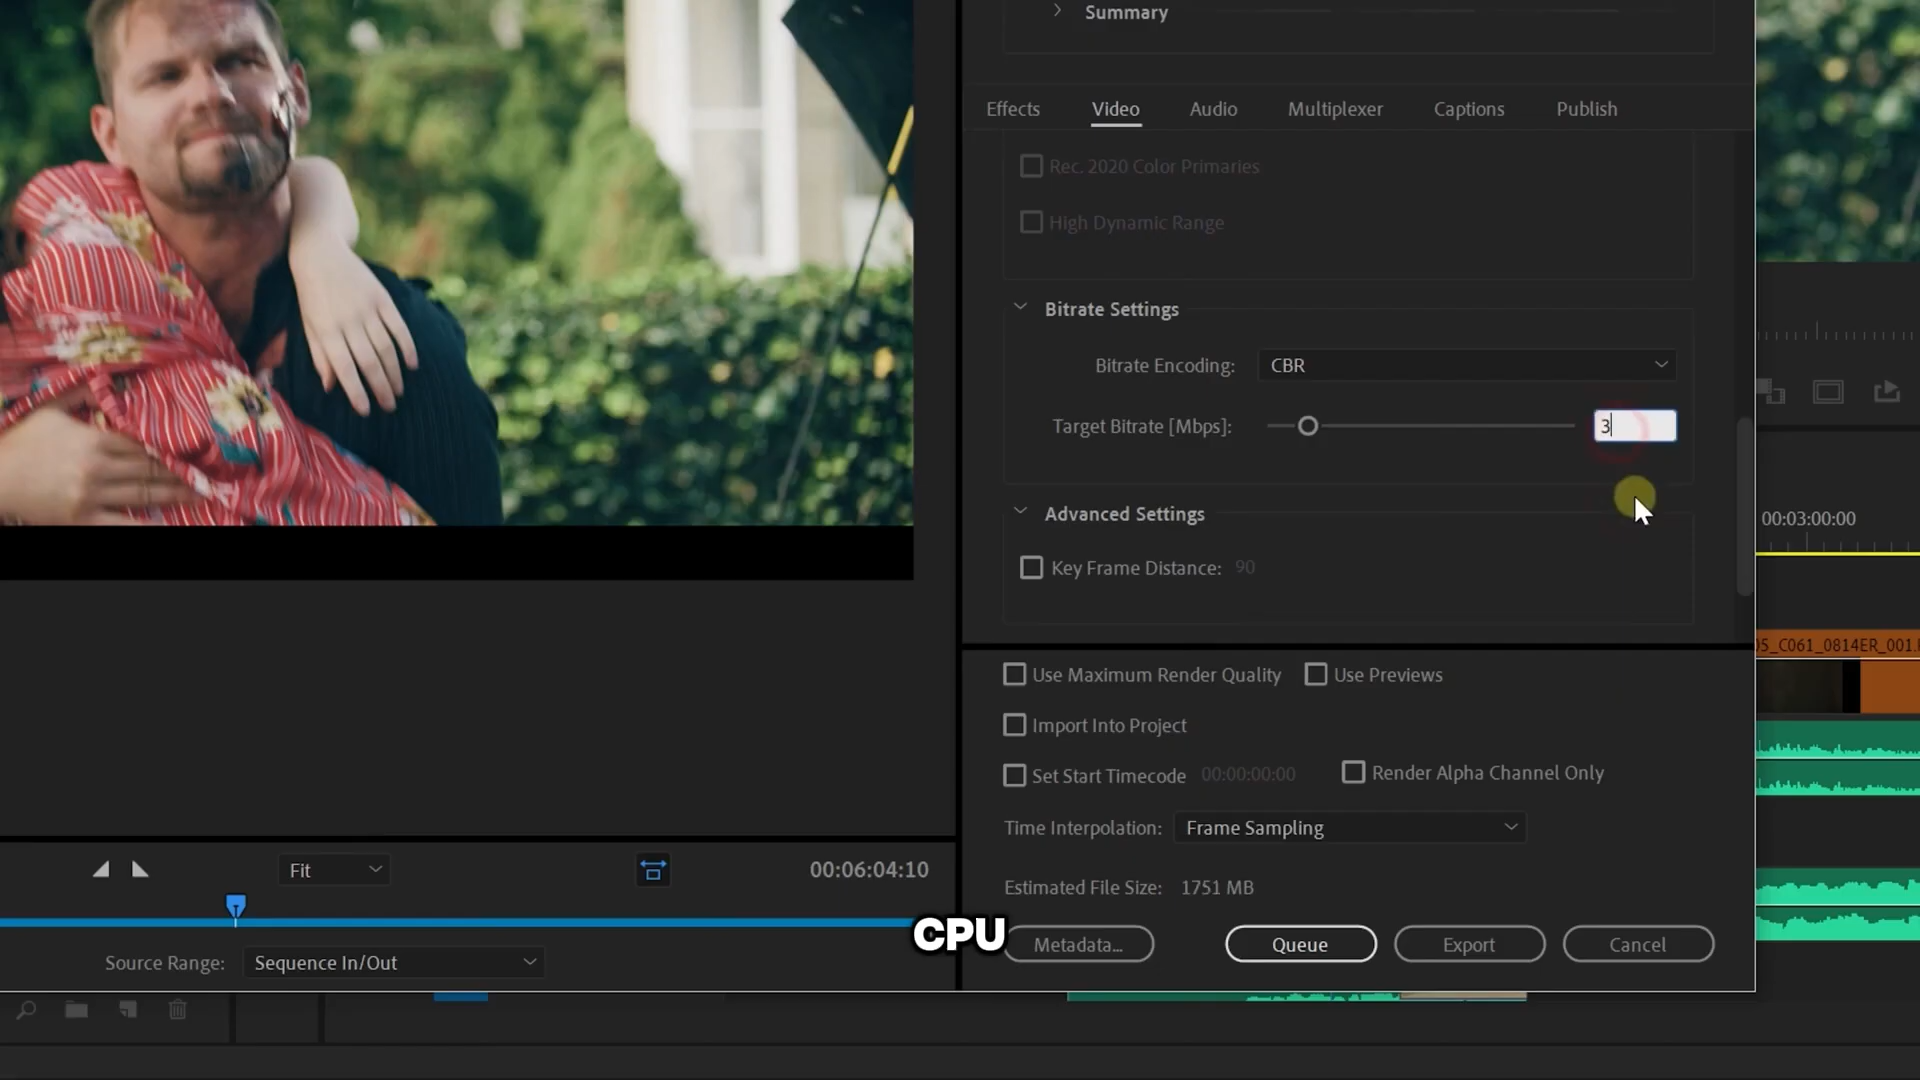 Summary
Effects Video Audio Multiplexer Captions Publish
Rec. 2020 Color Primaries
High Dynamic Range
Bitrate Settings
Bitrate Encoding: CBR
Target Bitrate [Mbps]: 3
Advanced Settings
00:03:00:00
Key Frame Distance: 90
05_C061_0814ER_001.
Use Maximum Render Quality Use Previews
Import Into Project
Set Start Timecode 00:00:00:00 Render Alpha Channel Only
Time Interpolation: Frame Sampling
Fit 00:06:04:10
Estimated File Size: 1751 MB
CPU
Metadata... Queue Export Cancel
Source Range: Sequence In/Out